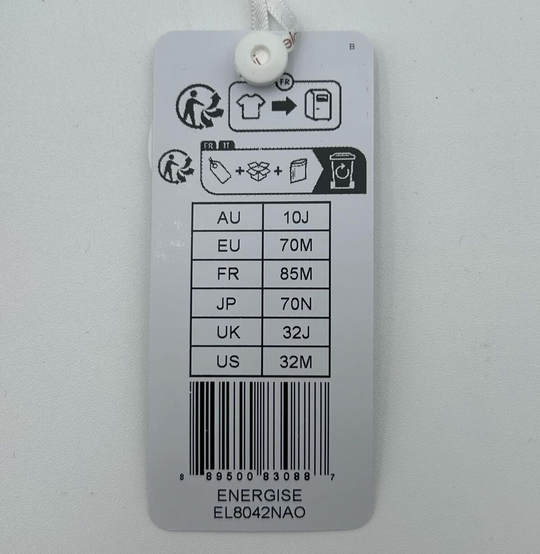 B
FR
FR IT
AU 10J
EU 70M
FR 85M
JP 70N
UK 32J
US 32M
8 89500 83088 7
ENERGISE
EL8042NAO